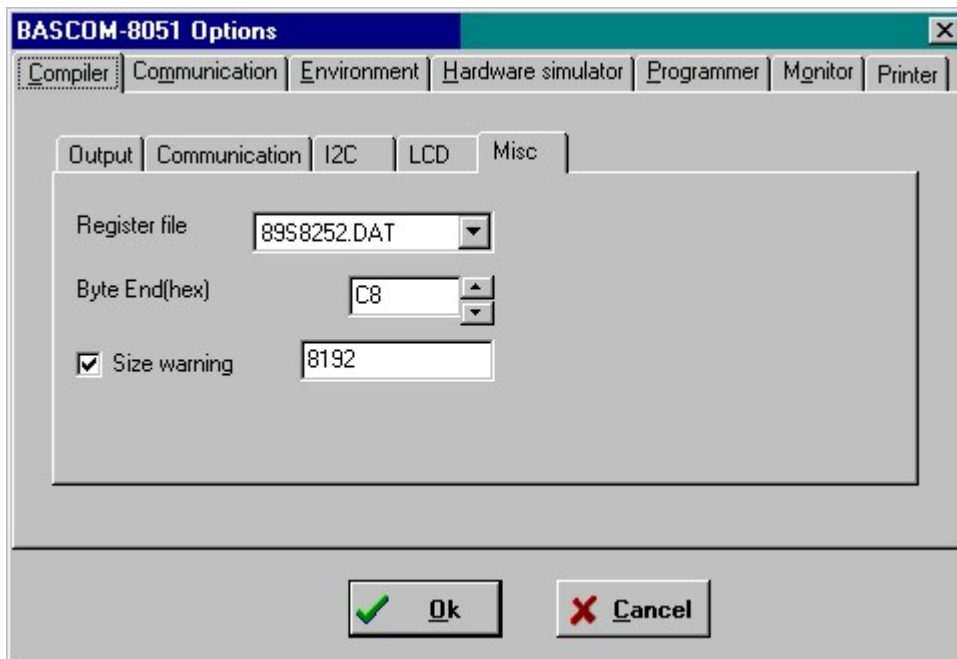 BASCOM-8051 Options
Compiler Communication Environment Hardware simulator Programmer Monitor Printer
Output Communication I2C LCD Misc
Register file 89S8252.DAT
Byte End(hex) C8
Size warning 8192
Ok Cancel